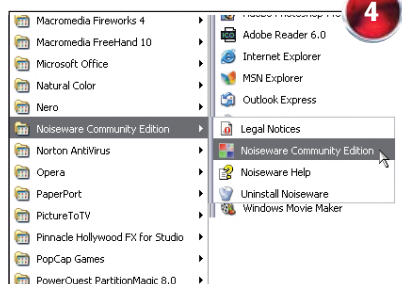 4
Macromedia Fireworks 4
Macromedia FreeHand 10
Microsoft Office
Natural Color
Nero
Noiseware Community Edition
Norton AntiVirus
Opera
PaperPort
PictureToTV
Pinnacle Hollywood FX for Studio
PopCap Games
PowerQuest PartitionMagic 8.0
Adobe Reader 6.0
Internet Explorer
MSN Explorer
Outlook Express
Legal Notices
Noiseware Community Edition
Noiseware Help
Uninstall Noiseware
Windows Movie Maker